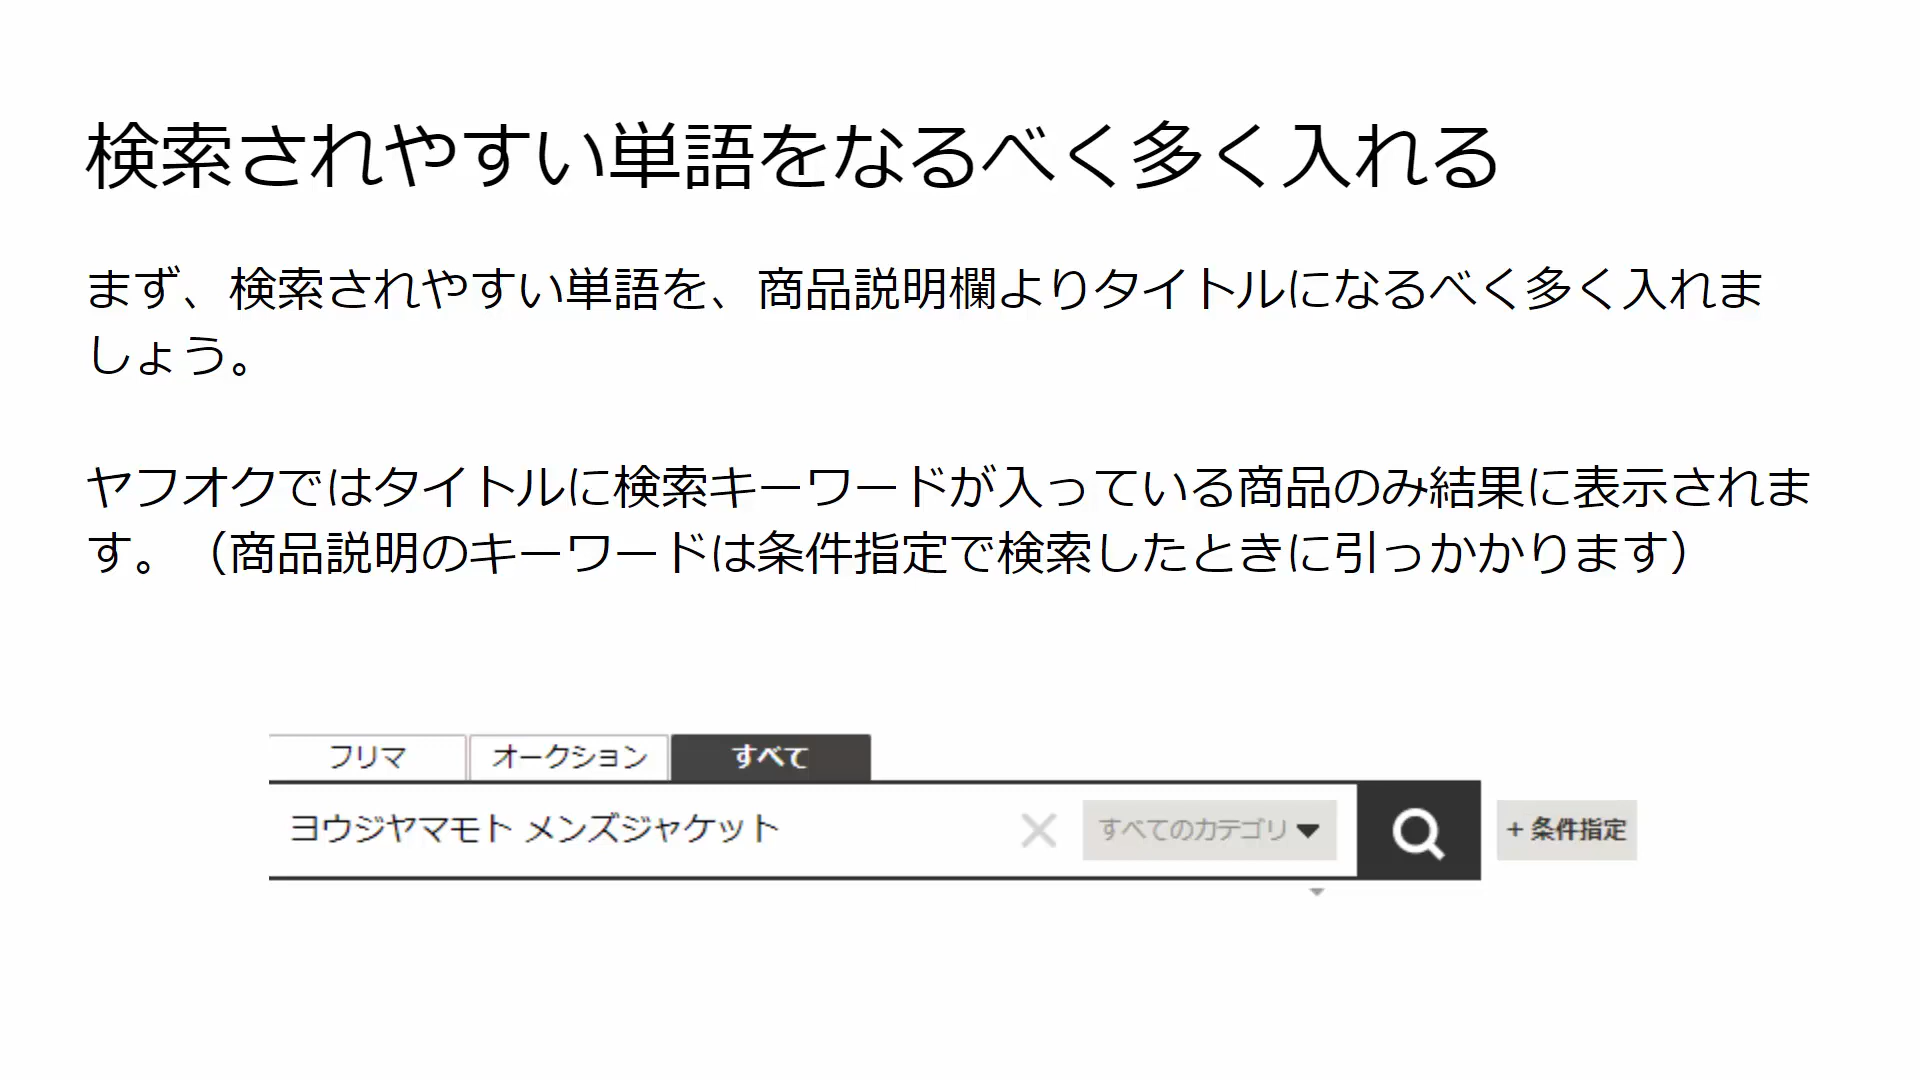 検索されやすい単語をなるべく多く入れる
まず、検索されやすい単語を、商品説明欄よりタイトルになるべく多く入れま
しょう。
ヤフオクではタイトルに検索キーワードが入っている商品のみ結果に表示されま
す。（商品説明のキーワードは条件指定で検索したときに引っかかります）
フリマ オークション すべて
ヨウジヤマモト メンズジャケット すべてのカテゴリ + 条件指定